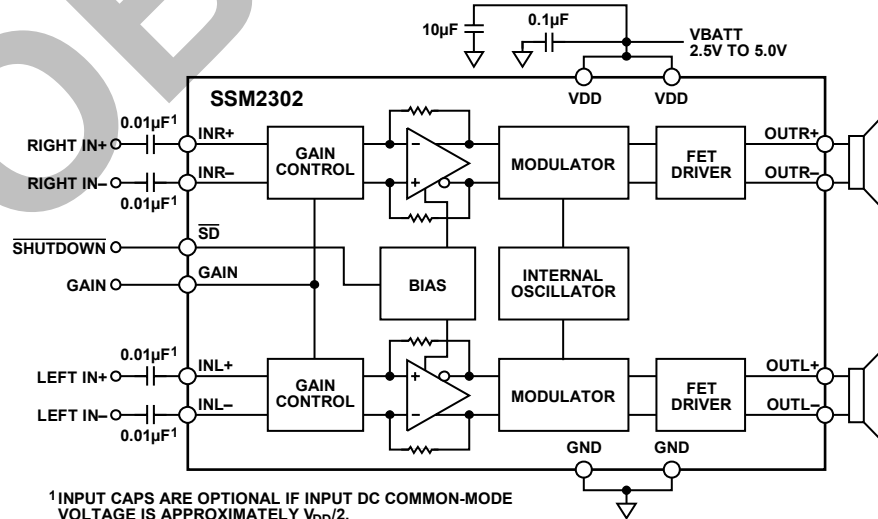 10µF
0.1µF
VBATT
2.5V TO 5.0V
SSM2302
VDD
VDD
0.01µF¹
RIGHT IN+
INR+
RIGHT IN–
INR–
0.01µF¹
GAIN
CONTROL
MODULATOR
FET
DRIVER
OUTR+
OUTR–
SHUTDOWN
SD
GAIN
GAIN
BIAS
INTERNAL
OSCILLATOR
0.01µF¹
LEFT IN+
INL+
LEFT IN–
INL–
0.01µF¹
GAIN
CONTROL
MODULATOR
FET
DRIVER
OUTL+
OUTL–
GND
GND
¹ INPUT CAPS ARE OPTIONAL IF INPUT DC COMMON-MODE
VOLTAGE IS APPROXIMATELY VDD/2.